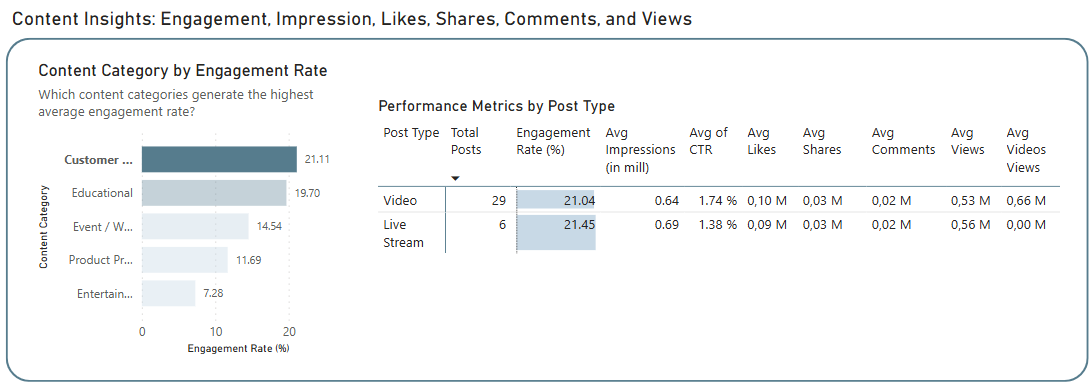 Content Insights: Engagement, Impression, Likes, Shares, Comments, and Views
Content Category by Engagement Rate
Which content categories generate the highest
average engagement rate?
Content Category
Customer ... 21.11
Educational 19.70
Event / W... 14.54
Product Pr... 11.69
Entertain... 7.28
0 10 20
Engagement Rate (%)
Performance Metrics by Post Type
Post Type Total Engagement Avg Avg of Avg Avg Avg Avg Avg
Posts Rate (%) Impressions CTR Likes Shares Comments Views Videos
(in mill) Views
Video 29 21.04 0.64 1.74 % 0,10 M 0,03 M 0,02 M 0,53 M 0,66 M
Live 6 21.45 0.69 1.38 % 0,09 M 0,03 M 0,02 M 0,56 M 0,00 M
Stream